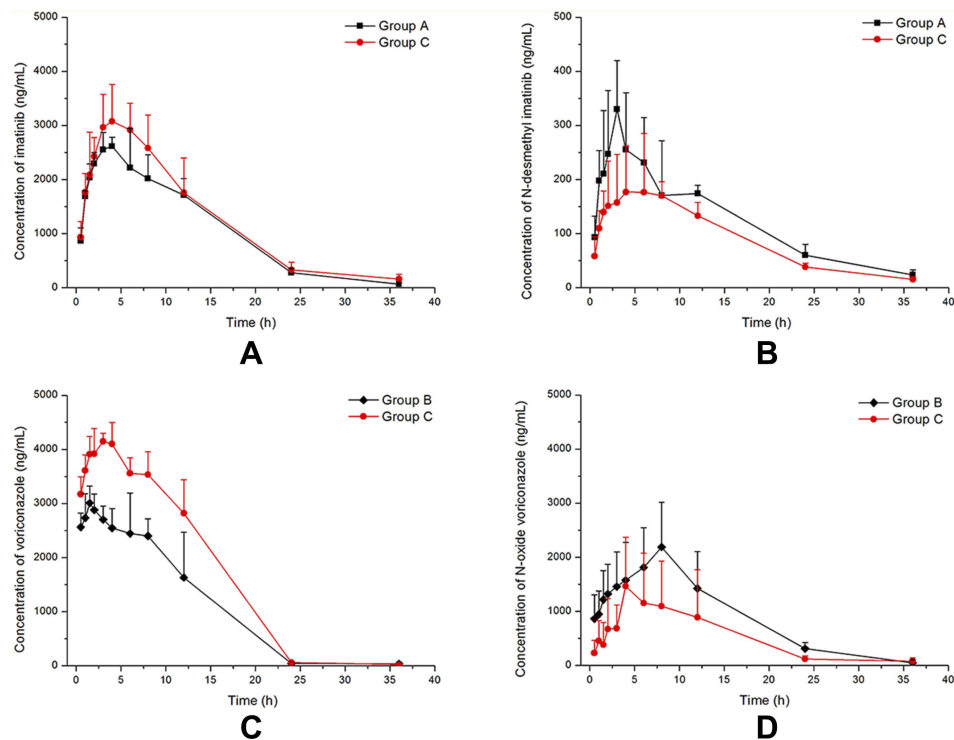 Group A
Group C
Concentration of imatinib (ng/mL)
5000
4000
3000
2000
1000
0
0 5 10 15 20 25 30 35 40
Time (h)
A
Group A
Group C
Concentration of N-desmethyl imatinib (ng/mL)
500
400
300
200
100
0
0 5 10 15 20 25 30 35 40
Time (h)
B
Group B
Group C
Concentration of voriconazole (ng/mL)
5000
4000
3000
2000
1000
0
0 5 10 15 20 25 30 35 40
Time (h)
C
Group B
Group C
Concentration of N-oxide voriconazole (ng/mL)
5000
4000
3000
2000
1000
0
0 5 10 15 20 25 30 35 40
Time (h)
D